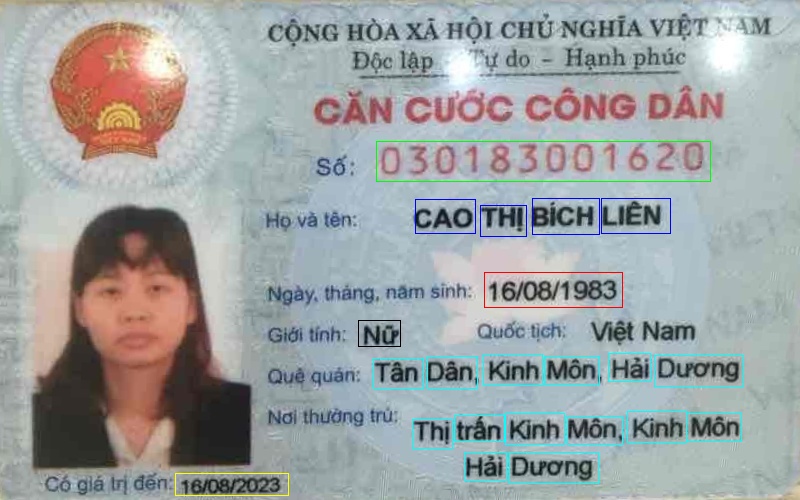 CỘNG HÒA XÃ HỘI CHỦ NGHĨA VIỆT NAM
Độc lập - Tự do - Hạnh phúc
CĂN CƯỚC CÔNG DÂN
Số: 030183001620
Họ và tên: CAO THỊ BÍCH LIÊN
Ngày, tháng, năm sinh: 16/08/1983
Giới tính: Nữ Quốc tịch: Việt Nam
Quê quán: Tân Dân, Kinh Môn, Hải Dương
Nơi thường trú: Thị trấn Kinh Môn, Kinh Môn
Hải Dương
Có giá trị đến: 16/08/2023